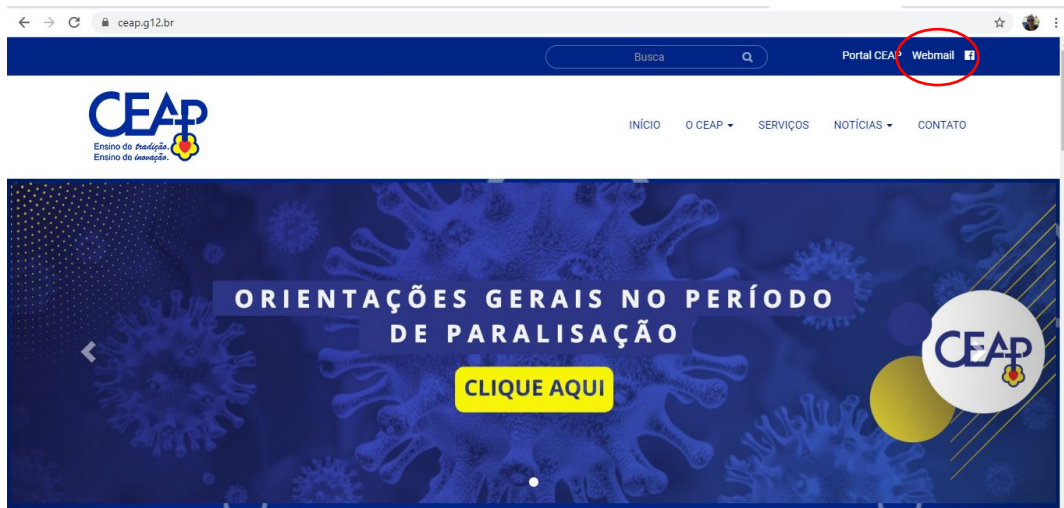 ceap.g12.br
Busca
Portal CEAP Webmail
CEAP
Ensino de tradição.
Ensino de inovação.
INÍCIO O CEAP SERVIÇOS NOTÍCIAS CONTATO
ORIENTAÇÕES GERAIS NO PERÍODO
DE PARALISAÇÃO
CEAP
CLIQUE AQUI